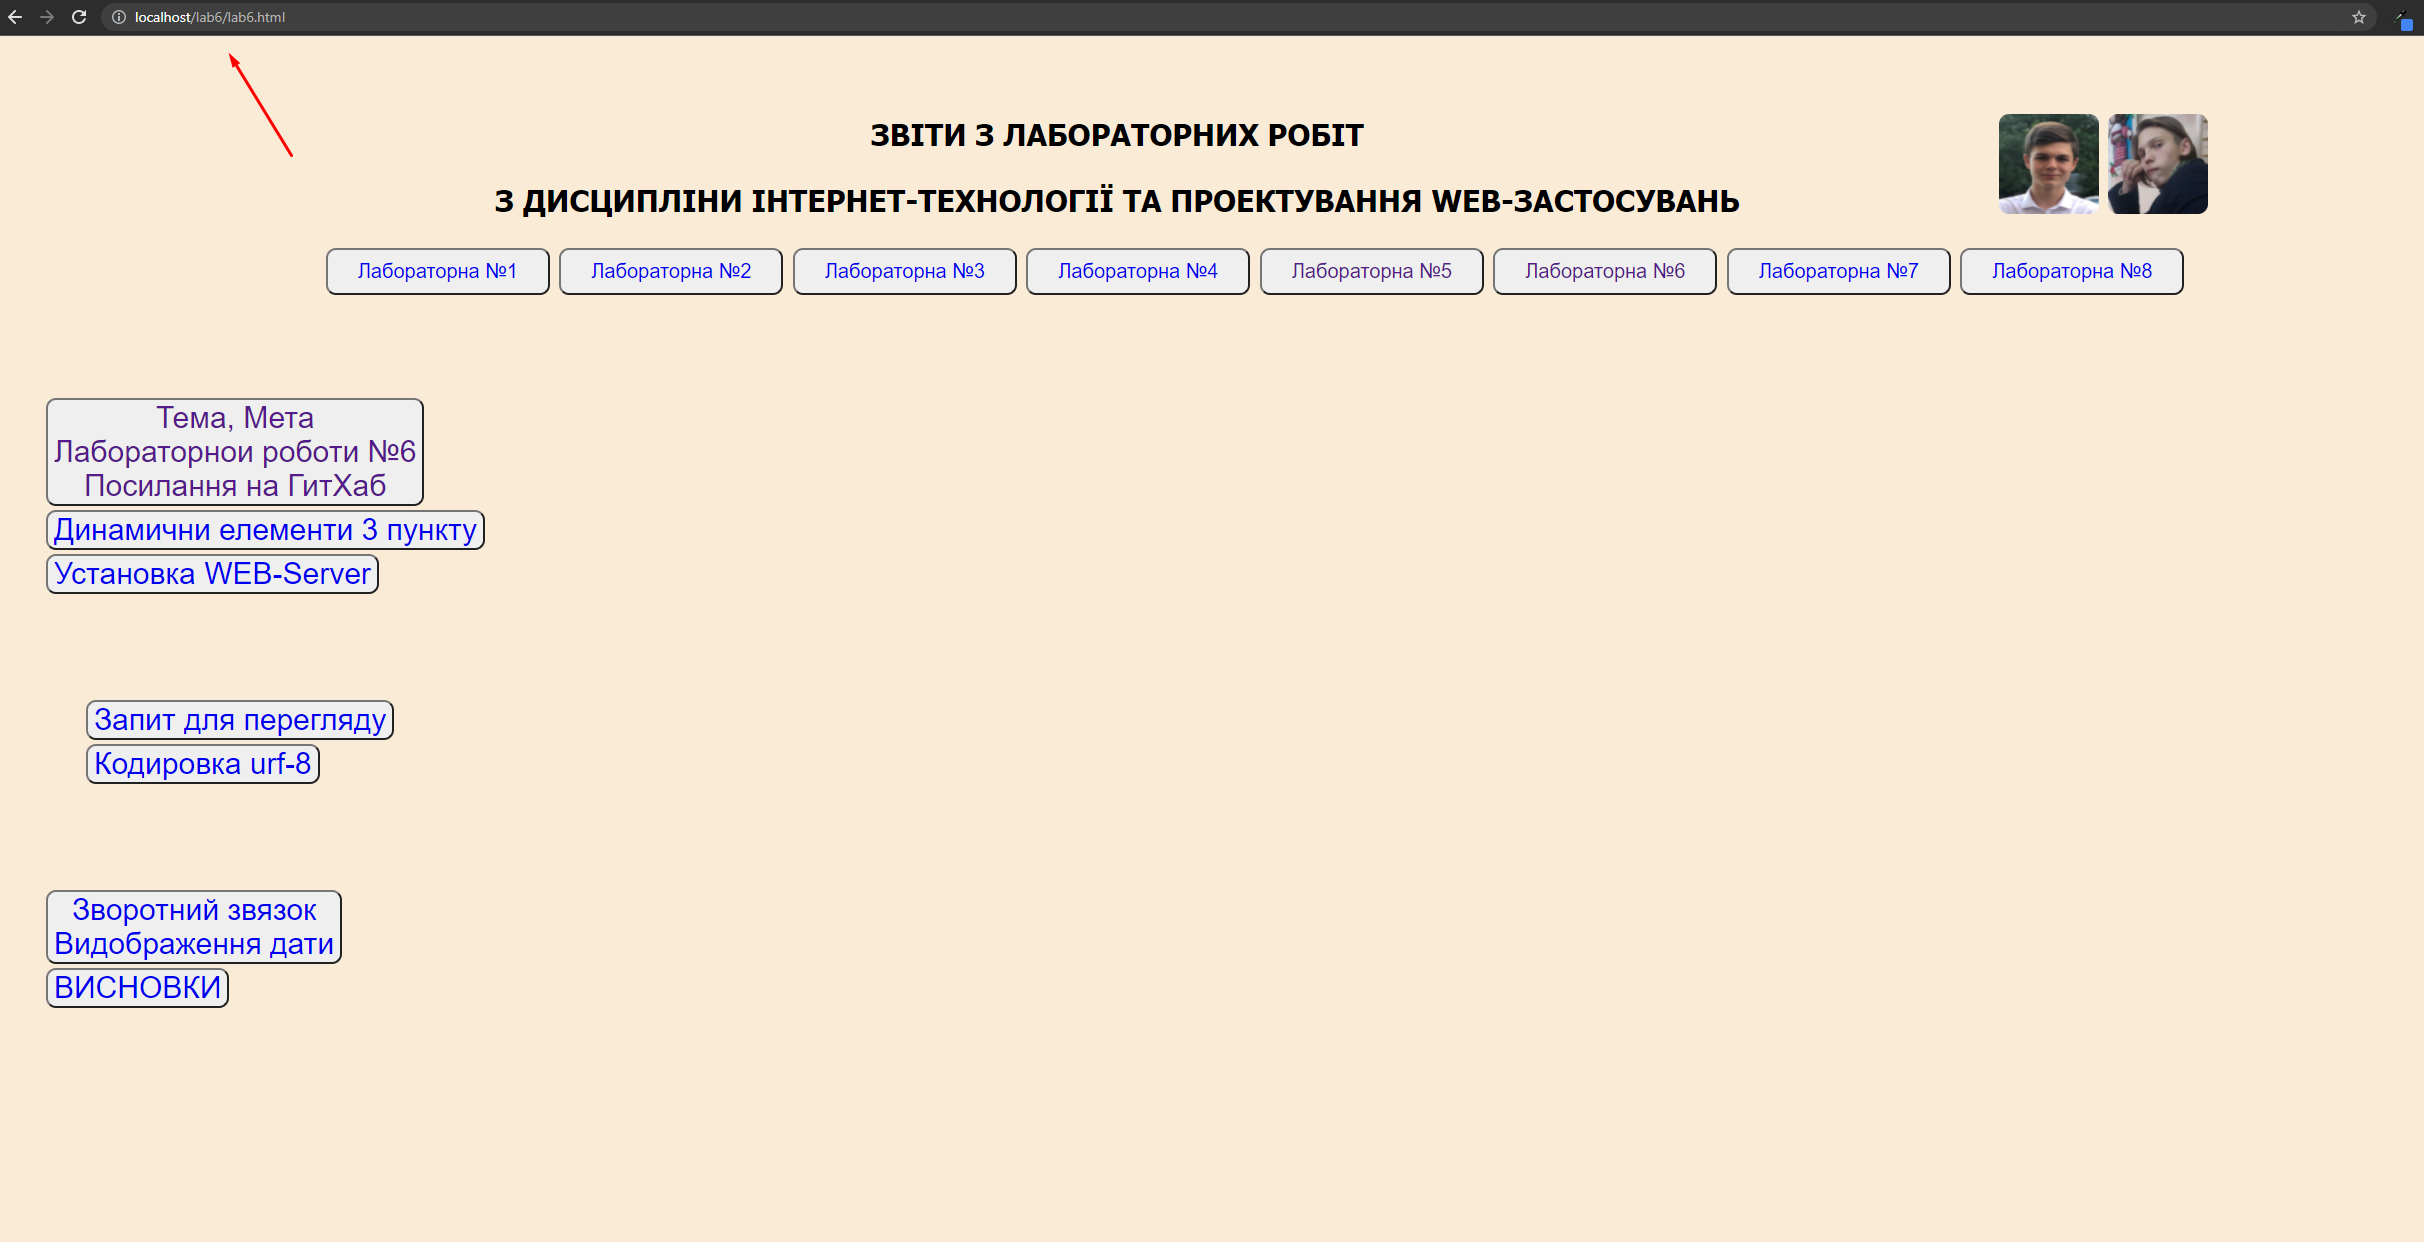 localhost/lab6/lab6.html
ЗВІТИ З ЛАБОРАТОРНИХ РОБІТ
З ДИСЦИПЛІНИ ІНТЕРНЕТ-ТЕХНОЛОГІЇ ТА ПРОЕКТУВАННЯ WEB-ЗАСТОСУВАНЬ
Лабораторна №1 Лабораторна №2 Лабораторна №3 Лабораторна №4 Лабораторна №5 Лабораторна №6 Лабораторна №7 Лабораторна №8
Тема, Мета
Лабораторнои роботи №6
Посилання на ГитХаб
Динамични елементи 3 пункту
Установка WEB-Server
Запит для перегляду
Кодировка urf-8
Зворотний звязок
Видображення дати
ВИСНОВКИ